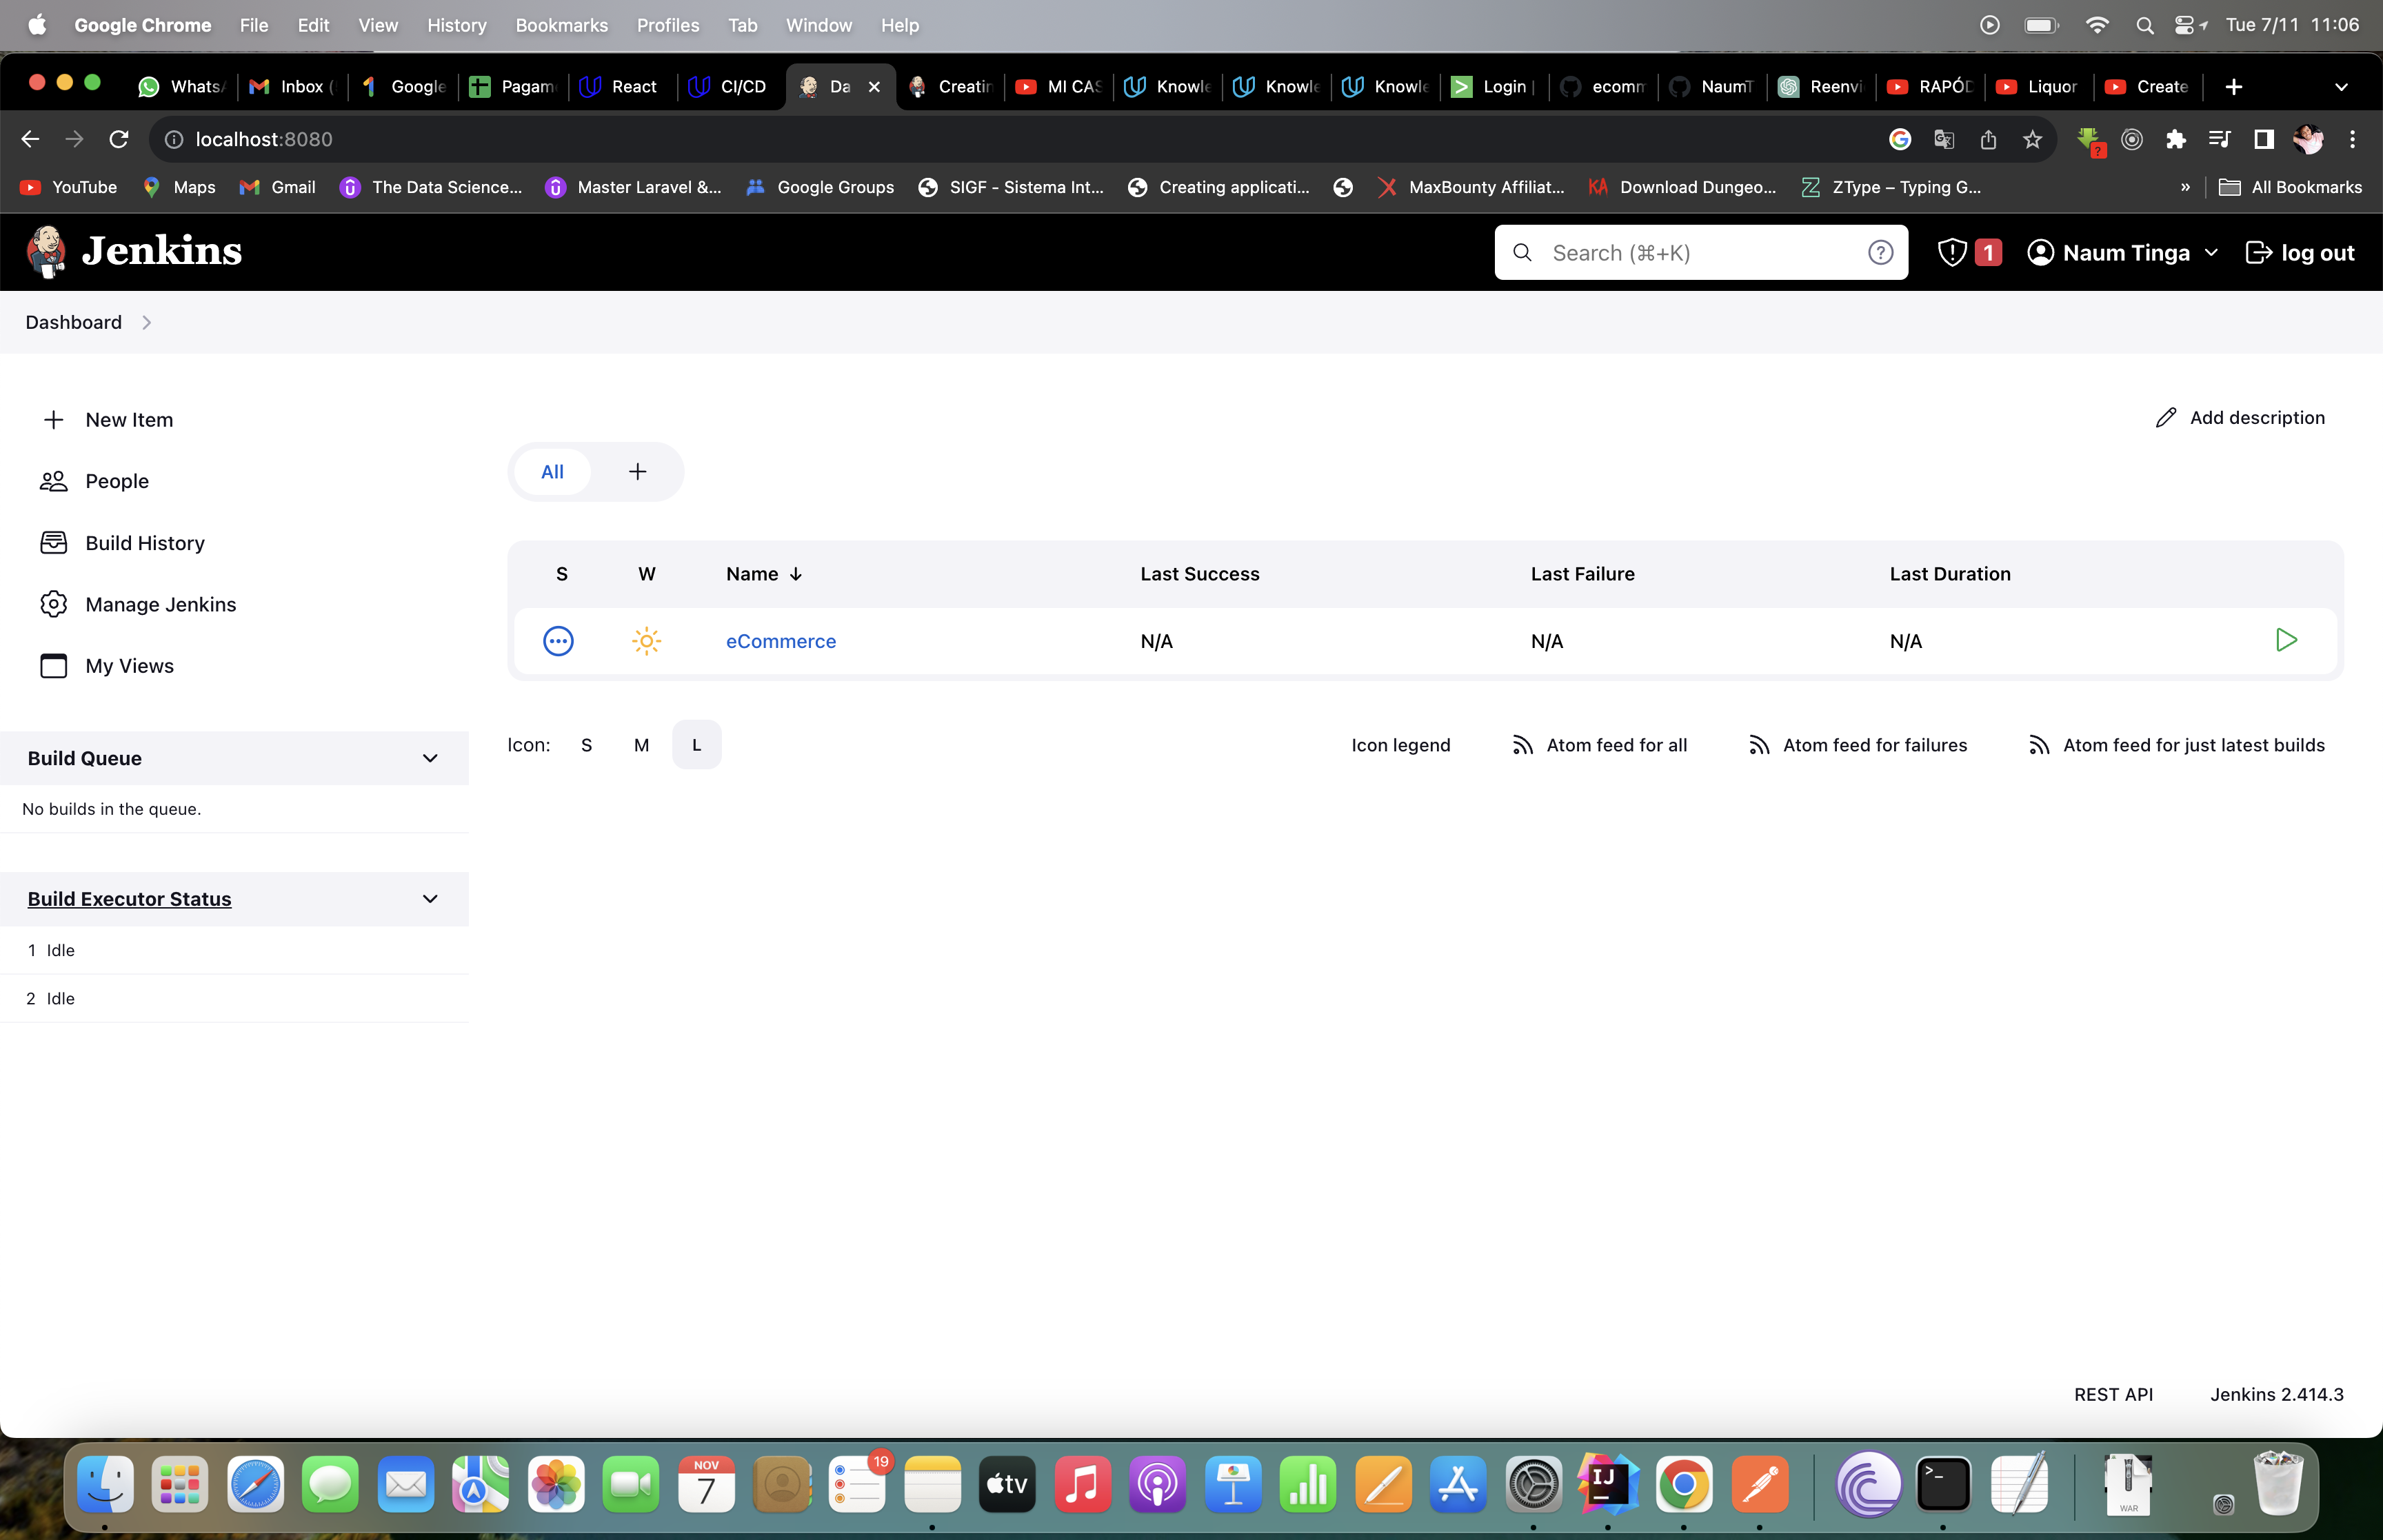 Google Chrome File Edit View History Bookmarks Profiles Tab Window Help Tue 7/11 11:06
Whats Inbox ( Google Pagam React CI/CD Da Creatin MI CAS Knowle Knowle Knowle Login ecomm NaumT Reenvi RAPÓD Liquor Create
localhost:8080
YouTube Maps Gmail The Data Science... Master Laravel &... Google Groups SIGF - Sistema Int... Creating applicati... MaxBounty Affiliat... Download Dungeo... ZType – Typing G... » All Bookmarks
Jenkins Search (⌘+K) 1 Naum Tinga log out
Dashboard
New Item
Add description
People
All +
Build History
Manage Jenkins
My Views
S W Name ↓ Last Success Last Failure Last Duration
eCommerce N/A N/A N/A
Icon: S M L Icon legend Atom feed for all Atom feed for failures Atom feed for just latest builds
Build Queue
No builds in the queue.
Build Executor Status
1 Idle
2 Idle
REST API Jenkins 2.414.3
NOV
7
19
tv
IJ
>_
WAR